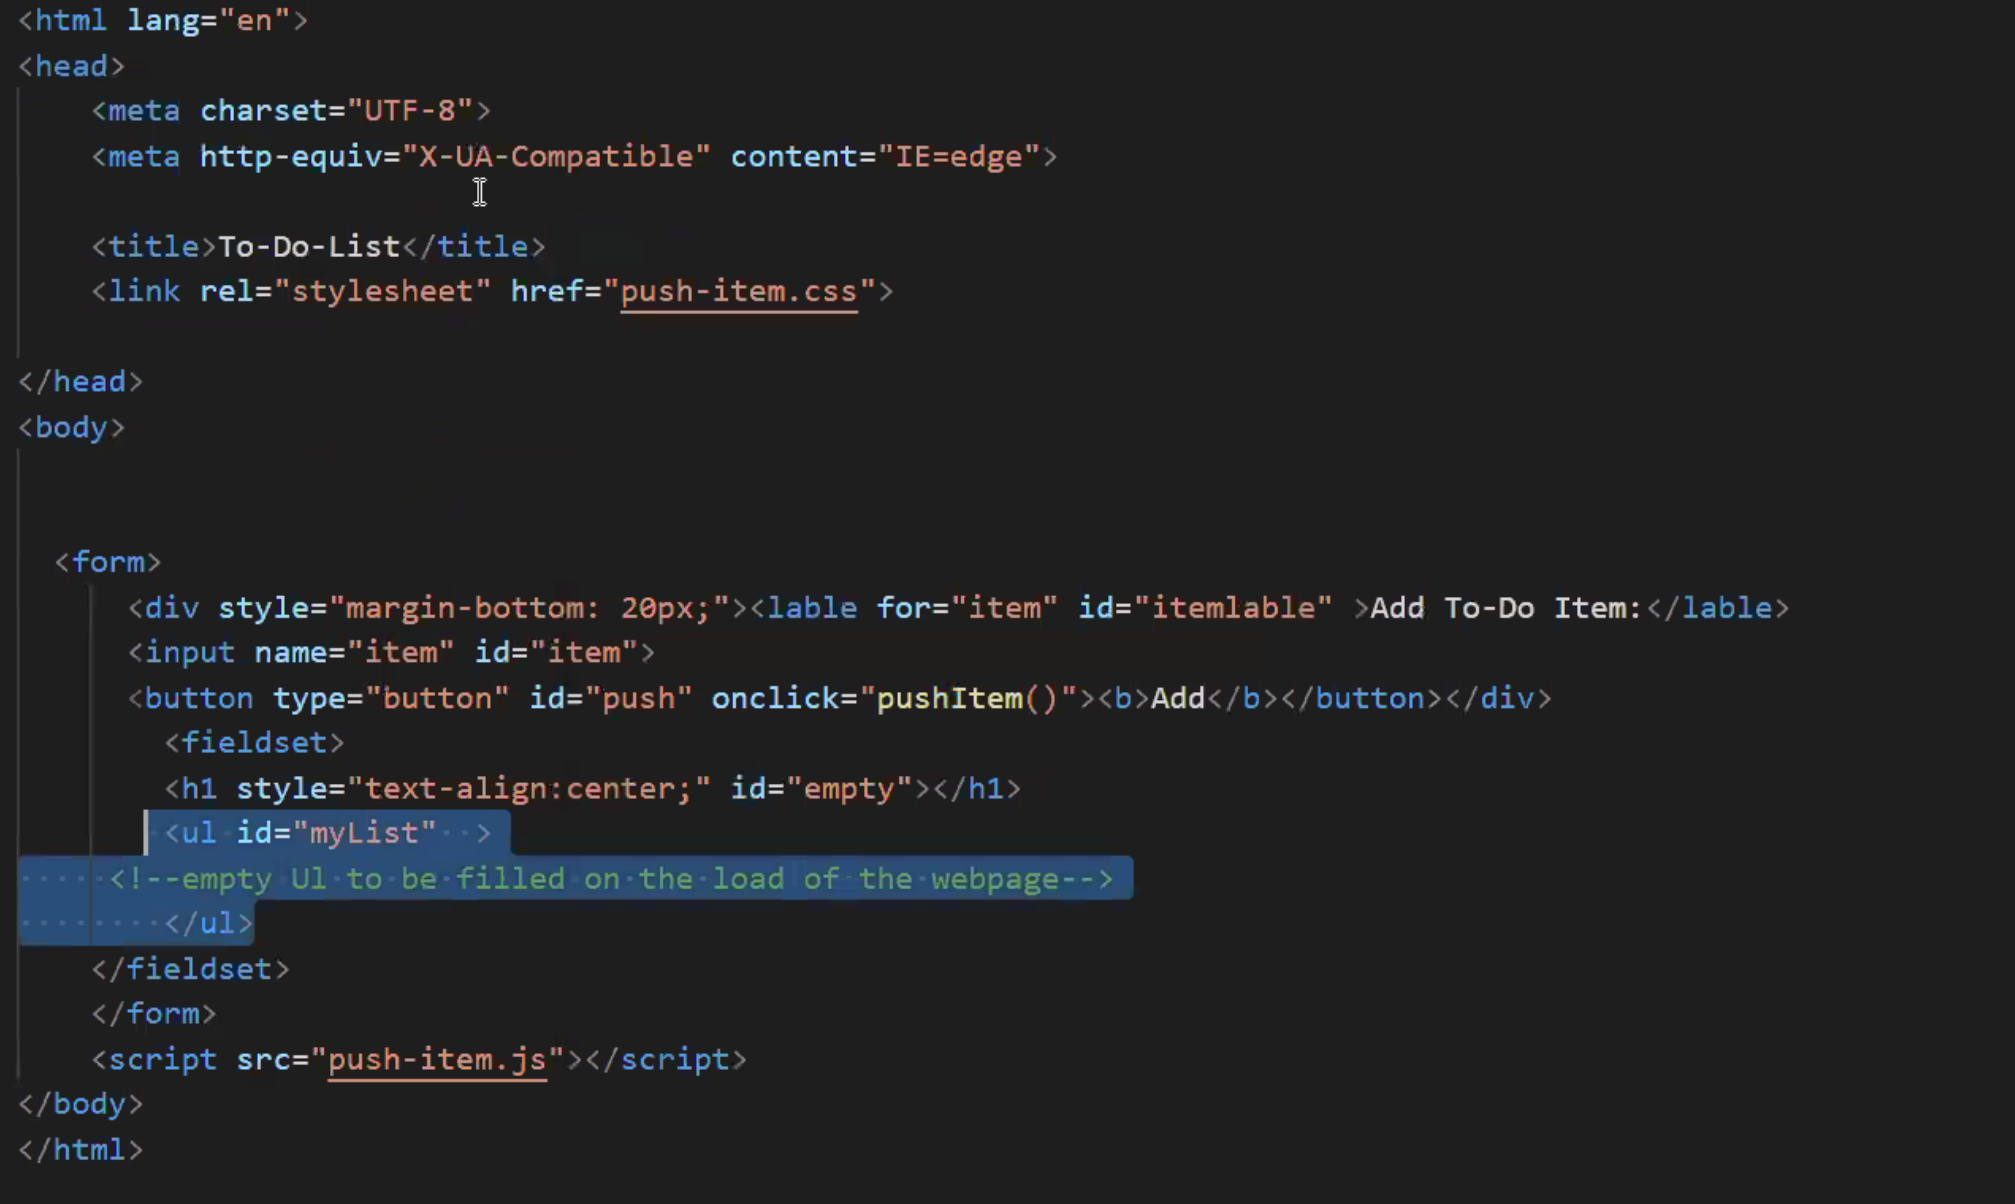 <html lang="en">
<head>
<meta charset="UTF-8">
<meta http-equiv="X-UA-Compatible" content="IE=edge">
<title>To-Do-List</title>
<link rel="stylesheet" href="push-item.css">
</head>
<body>
<form>
<div style="margin-bottom: 20px;"><lable for="item" id="itemlable" >Add To-Do Item:</lable>
<input name="item" id="item">
<button type="button" id="push" onclick="pushItem()"><b>Add</b></button></div>
<fieldset>
<h1 style="text-align:center;" id="empty"></h1>
<ul id="myList"  >
<!--empty Ul to be filled on the load of the webpage-->
</ul>
</fieldset>
</form>
<script src="push-item.js"></script>
</body>
</html>